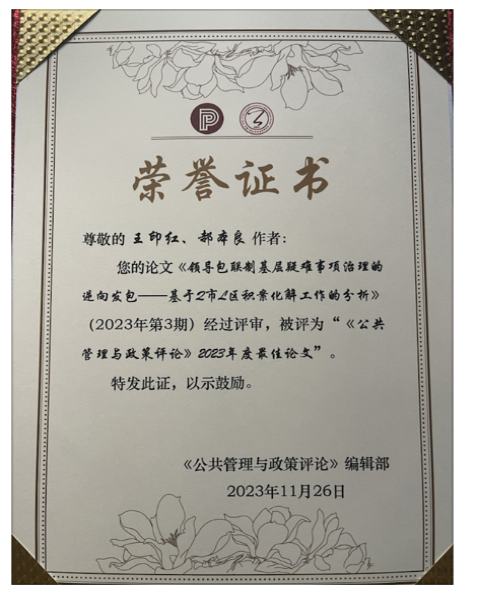 荣誉证书
尊敬的 王印红、郝本良 作者：
您的论文《领导包联制基层疑难事项治理的
逆向发包——基于Z市L区积案化解工作的分析》
（2023年第3期）经过评审，被评为“《公共
管理与政策评论》2023年度最佳论文”。
特发此证，以示鼓励。
《公共管理与政策评论》编辑部
2023年11月26日